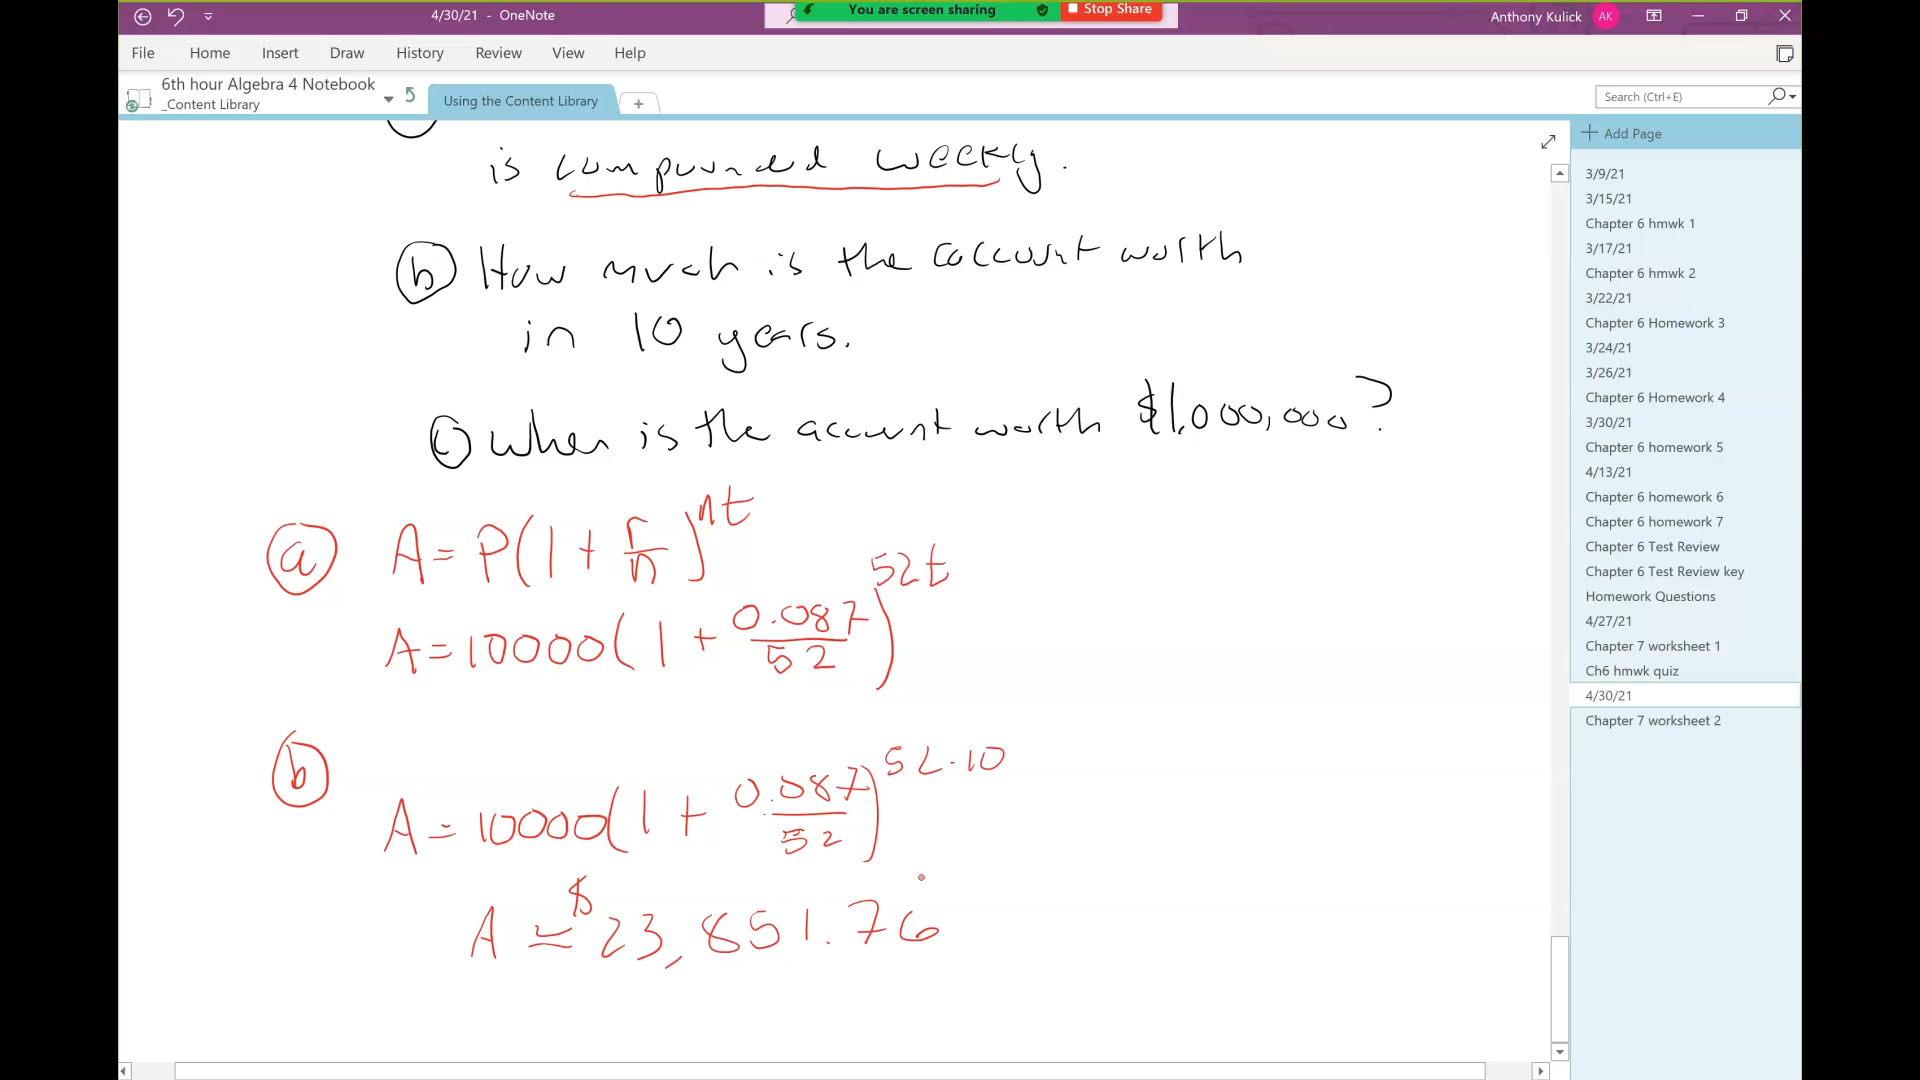 4/30/21 - OneNote
You are screen sharing
Stop Share
Anthony Kulick
AK
File Home Insert Draw History Review View Help
6th hour Algebra 4 Notebook
_Content Library
Using the Content Library
+
Search (Ctrl+E)
Add Page
3/9/21
3/15/21
Chapter 6 hmwk 1
3/17/21
Chapter 6 hmwk 2
3/22/21
Chapter 6 Homework 3
3/24/21
3/26/21
Chapter 6 Homework 4
3/30/21
Chapter 6 homework 5
4/13/21
Chapter 6 homework 6
Chapter 6 homework 7
Chapter 6 Test Review
Chapter 6 Test Review key
Homework Questions
4/27/21
Chapter 7 worksheet 1
Ch6 hmwk quiz
4/30/21
Chapter 7 worksheet 2
is compounded weekly.
(b) How much is the account worth
in 10 years.
(c) When is the account worth $1,000,000?
(a) A = P(1 + r/n)^nt
A = 10000(1 + 0.087/52)^52t
(b) A = 10000(1 + 0.087/52)^52·10
A ≃ $23,851.76